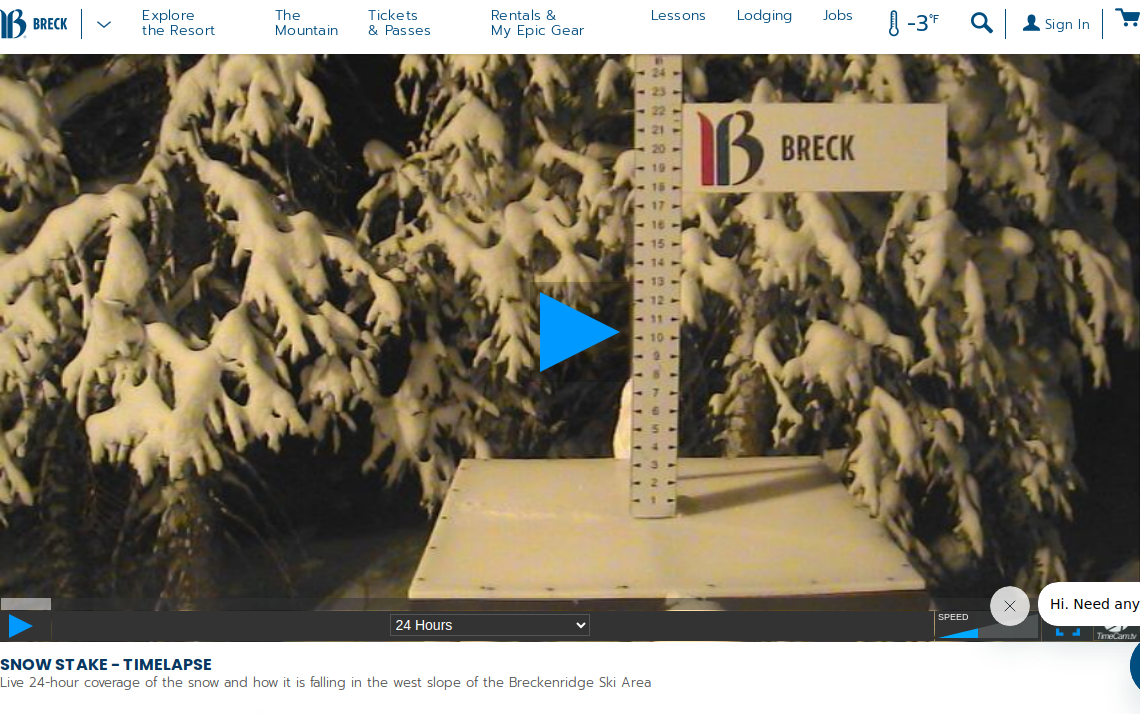 BRECK
Explore
the Resort
The
Mountain
Tickets
& Passes
Rentals &
My Epic Gear
Lessons
Lodging
Jobs
-3°F
Sign In
24
23
22
21
20
19
18
17
16
15
14
13
12
11
10
9
8
7
6
5
4
3
2
1
B BRECK
24 Hours
SPEED
Hi. Need any
TimeCam.tv
SNOW STAKE - TIMELAPSE
Live 24-hour coverage of the snow and how it is falling in the west slope of the Breckenridge Ski Area